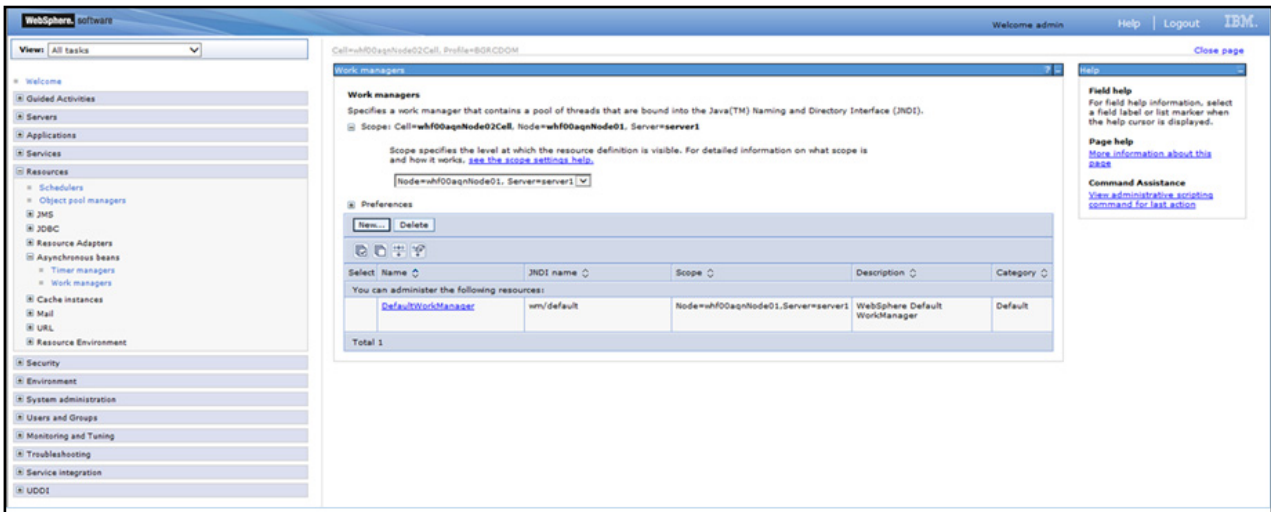 WebSphere. software
Welcome admin
Help | Logout
IBM.
View: All tasks
Cell=whf00aqnNode02Cell, Profile=BGRCDOM
Close page
Welcome
Guided Activities
Servers
Applications
Services
Resources
Schedulers
Object pool managers
JMS
JDBC
Resource Adapters
Asynchronous beans
Timer managers
Work managers
Cache instances
Mail
URL
Resource Environment
Security
Environment
System administration
Users and Groups
Monitoring and Tuning
Troubleshooting
Service integration
UDDI
Work managers
?
Work managers
Specifies a work manager that contains a pool of threads that are bound into the Java(TM) Naming and Directory Interface (JNDI).
Scope: Cell=whf00aqnNode02Cell, Node=whf00aqnNode01, Server=server1
Scope specifies the level at which the resource definition is visible. For detailed information on what scope is
and how it works, see the scope settings help.
Node=whf00aqnNode01, Server=server1
Preferences
New... Delete
Select Name JNDI name Scope Description Category
You can administer the following resources:
DefaultWorkManager wm/default Node=whf00aqnNode01,Server=server1 WebSphere Default Default
WorkManager
Total 1
Help
Field help
For field help information, select
a field label or list marker when
the help cursor is displayed.
Page help
More information about this
page
Command Assistance
View administrative scripting
command for last action